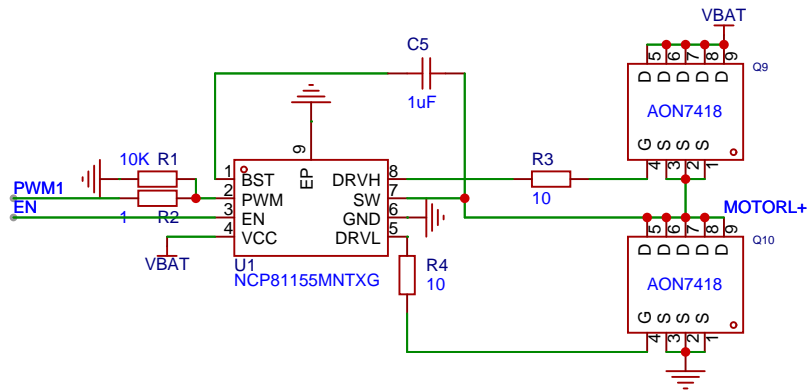 VBAT
C5
1uF
5 6 7 8 9
D D D D
Q9
AON7418
G S S S
4 3 2 1
9
EP
10K R1
PWM1
EN
1 R2
1 BST
2 PWM
3 EN
4 VCC
DRVH 8
SW 7
GND 6
DRVL 5
R3
10
VBAT
U1
NCP81155MNTXG
R4
10
MOTORL+
5 6 7 8 9
D D D D
Q10
AON7418
G S S S
4 3 2 1